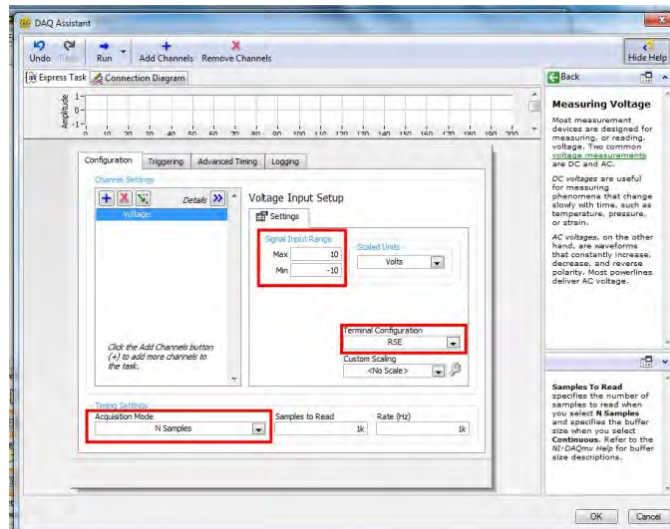 DAQ Assistant
Undo Redo Run Add Channels Remove Channels Hide Help
Express Task Connection Diagram
Amplitude
1-
0-
-1-
0 10 20 30 40 50 60 70 80 90 100 110 120 130 140 150 160 170 180 190 200
Configuration Triggering Advanced Timing Logging
Channel Settings
Details
Voltage
Click the Add Channels button
(+) to add more channels to
the task.
Voltage Input Setup
Settings
Signal Input Range
Max 10
Min -10
Scaled Units
Volts
Terminal Configuration
RSE
Custom Scaling
<No Scale>
Timing Settings
Acquisition Mode Samples to Read Rate (Hz)
N Samples 1k 1k
Back
Measuring Voltage
Most measurement
devices are designed for
measuring, or reading,
voltage. Two common
voltage measurements
are DC and AC.
DC voltages are useful
for measuring
phenomena that change
slowly with time, such as
temperature, pressure,
or strain.
AC voltages, on the other
hand, are waveforms
that constantly increase,
decrease, and reverse
polarity. Most powerlines
deliver AC voltage.
Samples To Read
specifies the number of
samples to read when
you select N Samples
and specifies the buffer
size when you select
Continuous. Refer to the
NI-DAQmx Help for buffer
size descriptions.
OK Cancel